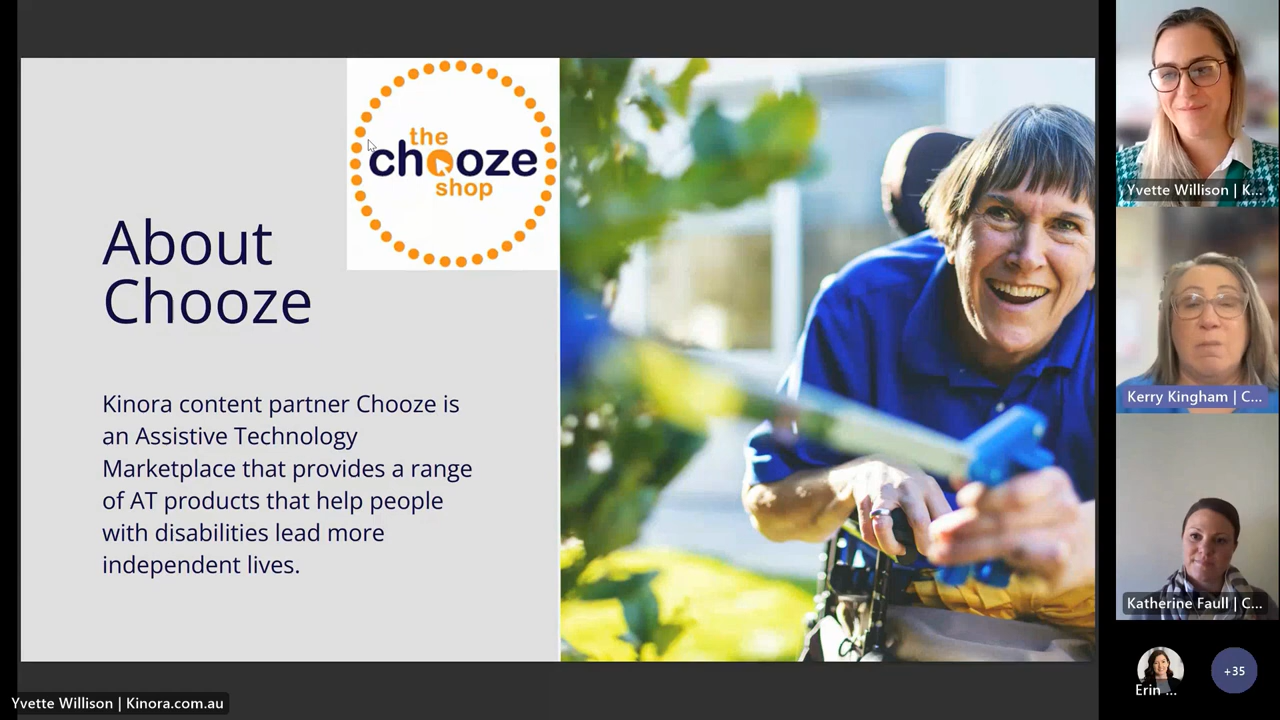 the
chooze
shop
About
Chooze
Kinora content partner Chooze is
an Assistive Technology
Marketplace that provides a range
of AT products that help people
with disabilities lead more
independent lives.
Yvette Willison | K...
Kerry Kingham | C...
Katherine Faull | C...
Erin ...
+35
Yvette Willison | Kinora.com.au